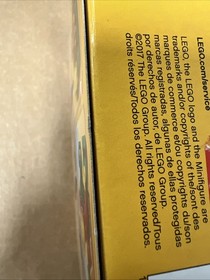 LEGO.com/service
LEGO, the LEGO logo and the Minifigure are
trademarks and/or copyrights of the/sont des
marques de commerce et/ou copyrights du/son
marcas registradas, algunas de ellas protegidas
por derechos de autor, de LEGO Group.
©2017 The LEGO Group. All rights reserved/Tous
droits réservés/Todos los derechos reservados.